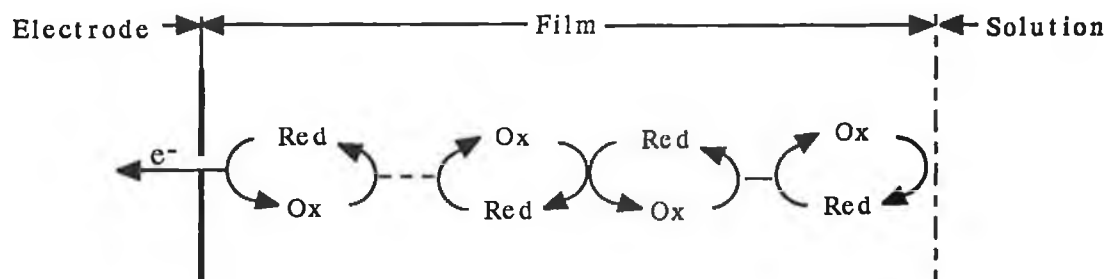 Electrode Film Solution
Red Ox Red Ox
e-
Ox Red Ox Red